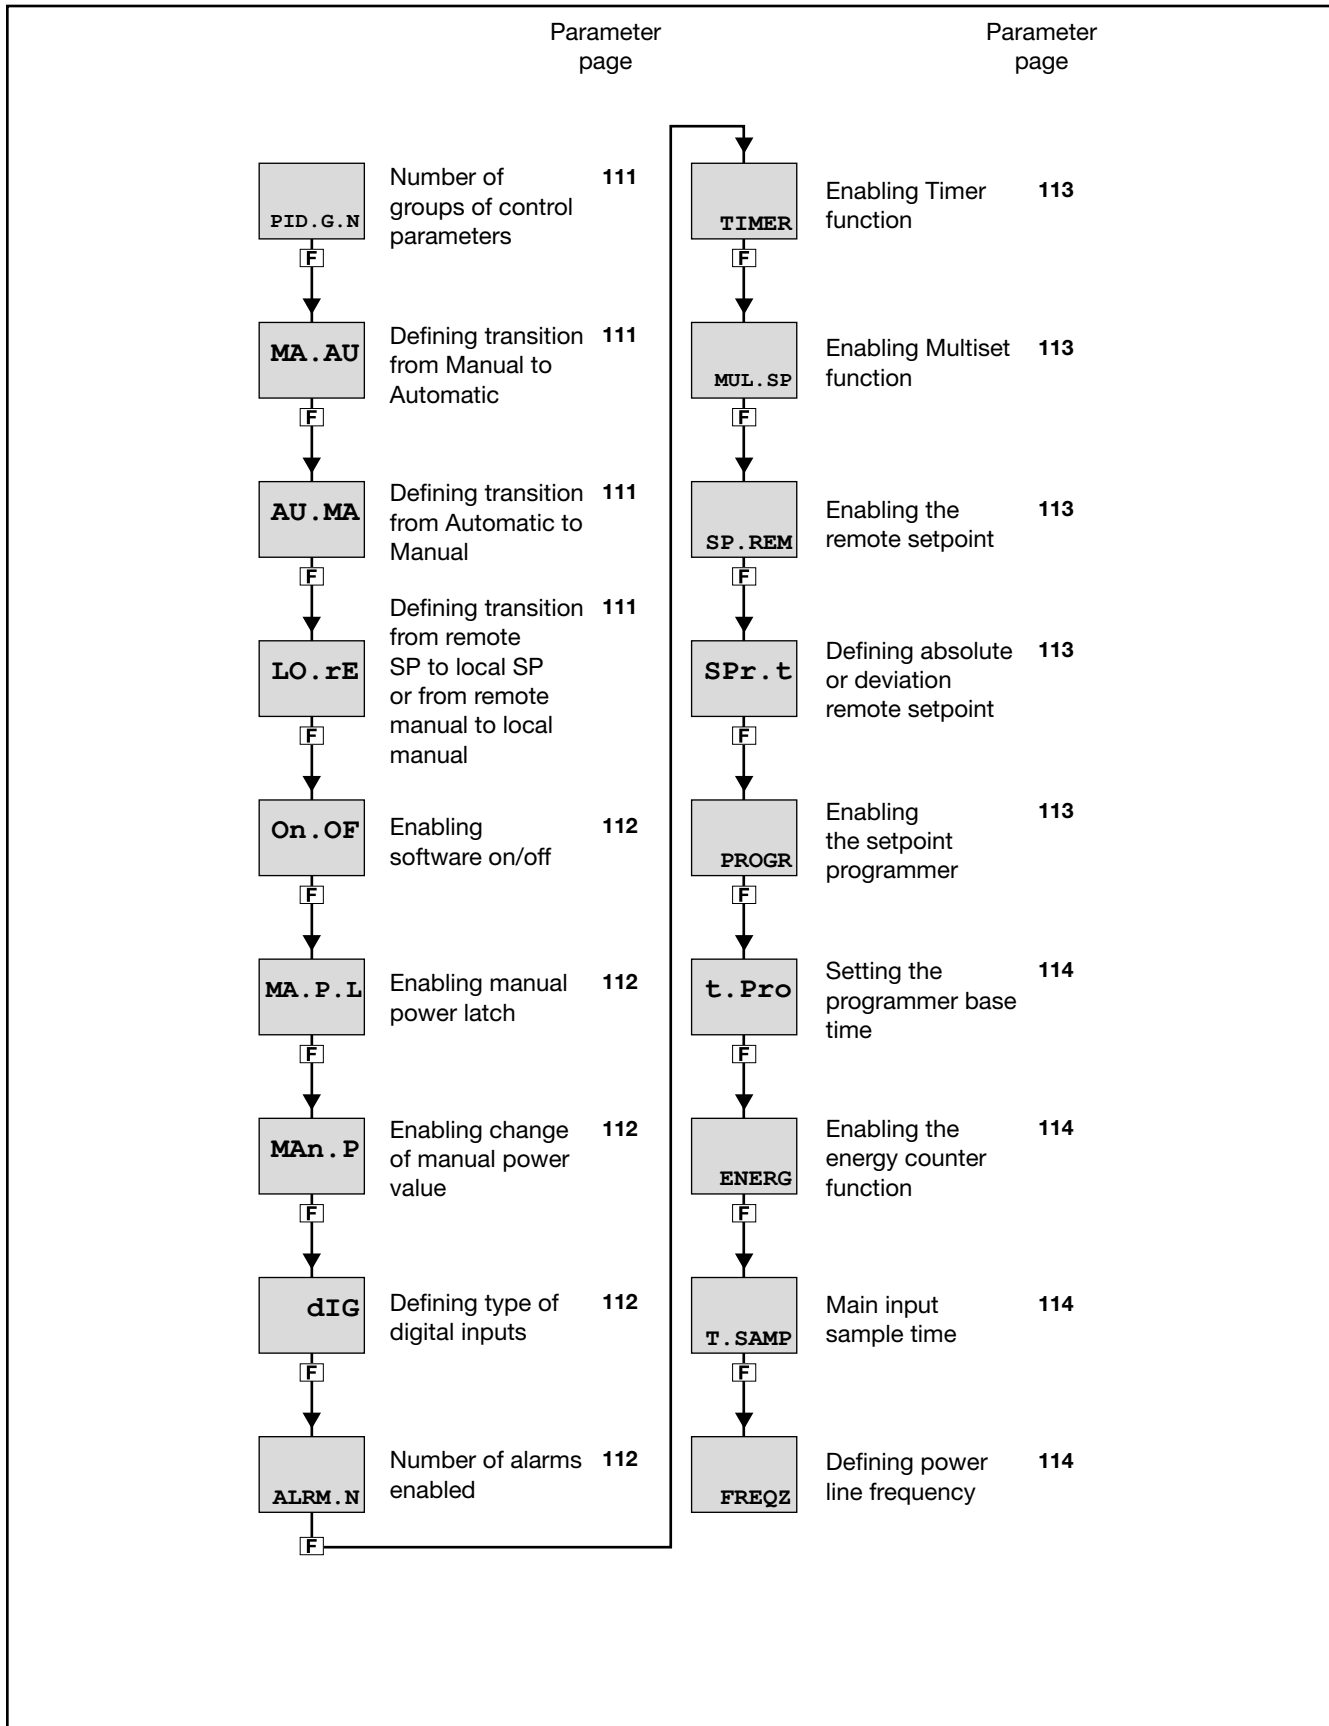 Parameter
page
Parameter
page
PID.G.N
Number of
groups of control
parameters
111
F
MA.AU
Defining transition
from Manual to
Automatic
111
F
AU.MA
Defining transition
from Automatic to
Manual
111
F
LO.rE
Defining transition
from remote
SP to local SP
or from remote
manual to local
manual
111
F
On.OF
Enabling
software on/off
112
F
MA.P.L
Enabling manual
power latch
112
F
MAn.P
Enabling change
of manual power
value
112
F
dIG
Defining type of
digital inputs
112
F
ALRM.N
Number of alarms
enabled
112
F
TIMER
Enabling Timer
function
113
F
MUL.SP
Enabling Multiset
function
113
F
SP.REM
Enabling the
remote setpoint
113
F
SPr.t
Defining absolute
or deviation
remote setpoint
113
F
PROGR
Enabling
the setpoint
programmer
113
F
t.Pro
Setting the
programmer base
time
114
F
ENERG
Enabling the
energy counter
function
114
F
T.SAMP
Main input
sample time
114
F
FREQZ
Defining power
line frequency
114